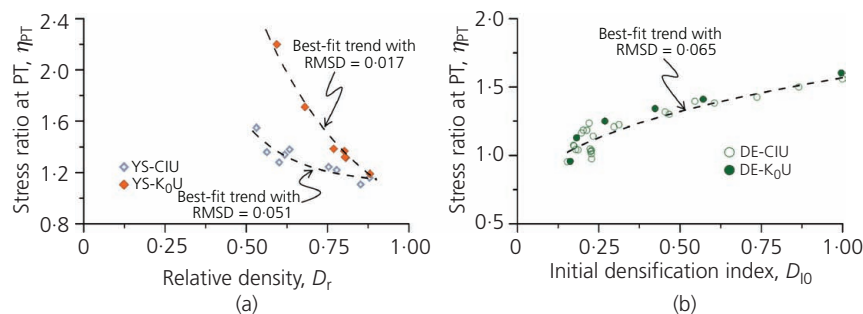 2·4
2·0
1·6
1·2
0·8
Stress ratio at PT, ηPT
Best-fit trend with
RMSD = 0·017
YS-CIU
YS-K0U
Best-fit trend with
RMSD = 0·051
0
0·25
0·50
0·75
1·00
Relative density, Dr
(a)
2·0
1·5
1·0
0·5
Stress ratio at PT, ηPT
Best-fit trend with
RMSD = 0·065
DE-CIU
DE-K0U
0
0·25
0·50
0·75
1·00
Initial densification index, DI0
(b)